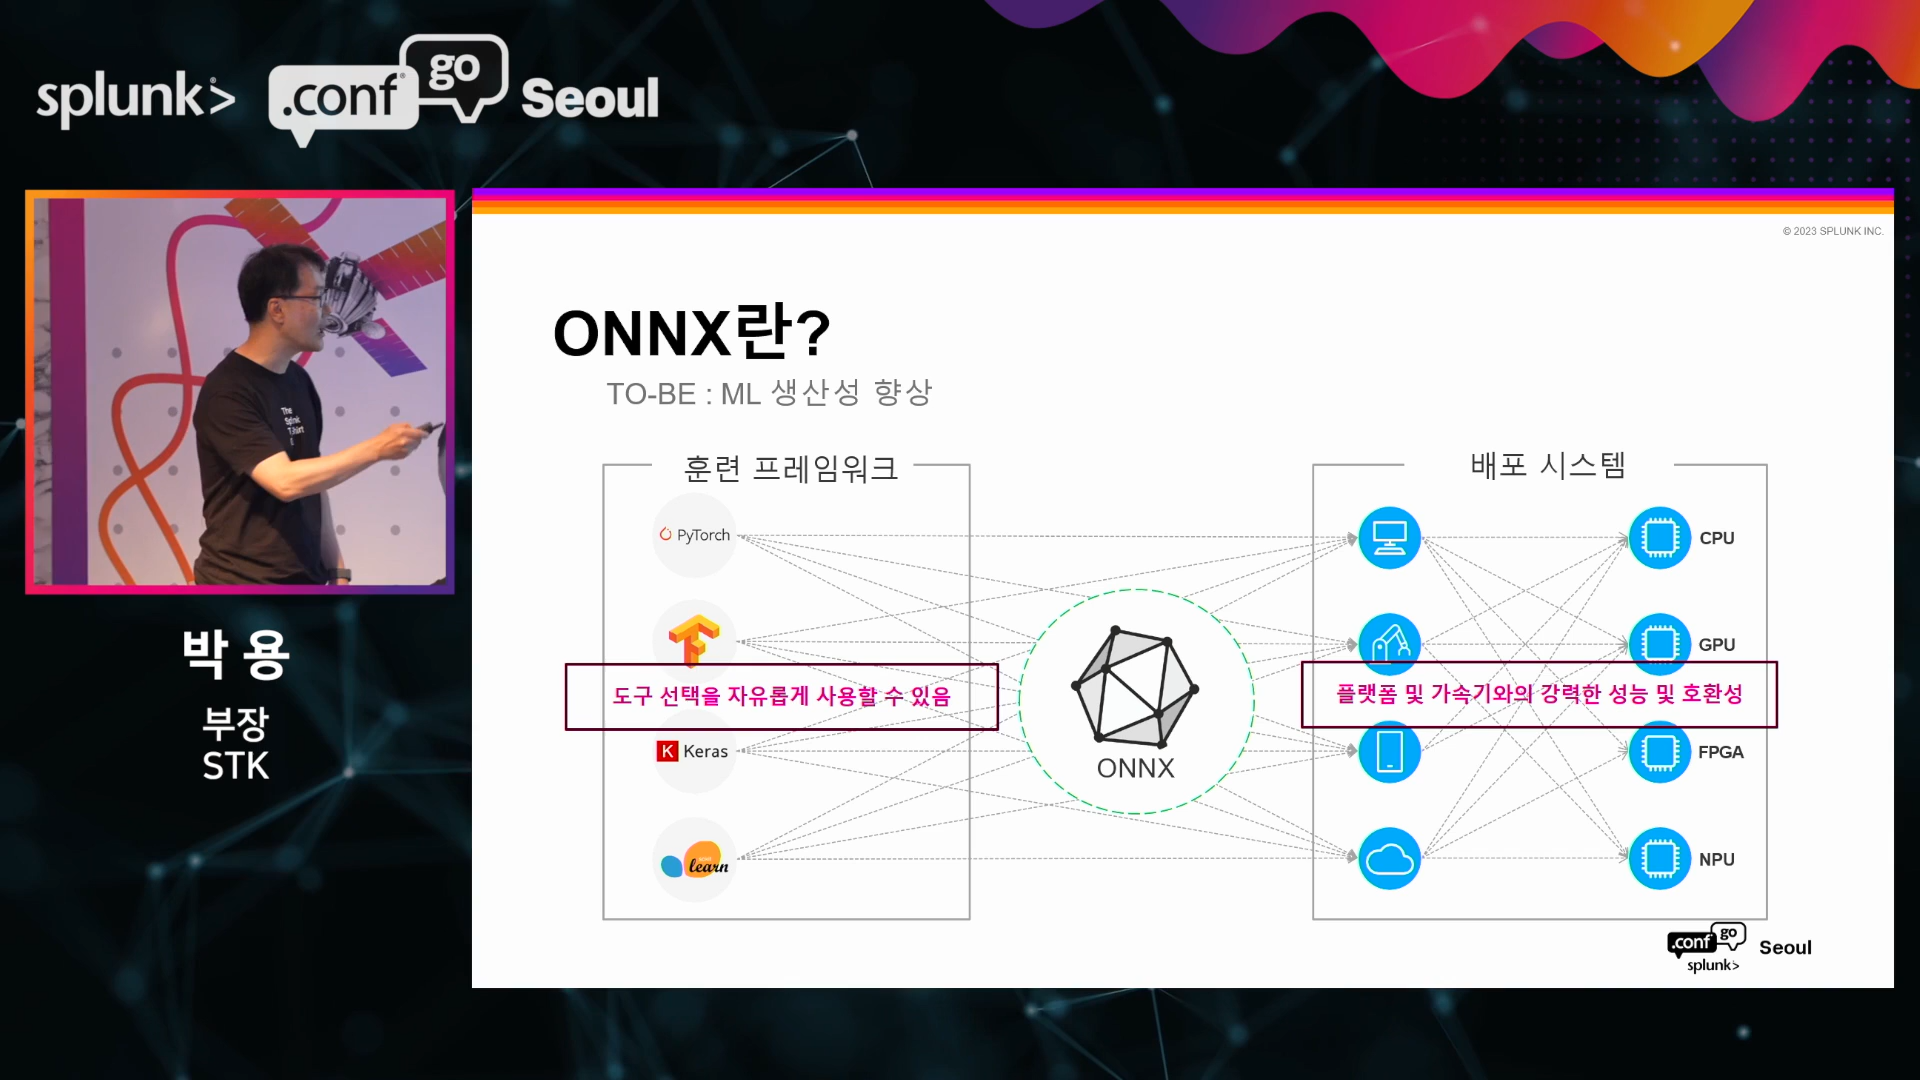 splunk>
.conf® go Seoul
The
Splunk
T-Shirt
박 용
부장
STK
© 2023 SPLUNK INC.
ONNX란?
TO-BE : ML 생산성 향상
훈련 프레임워크
배포 시스템
PyTorch
CPU
GPU
도구 선택을 자유롭게 사용할 수 있음
플랫폼 및 가속기와의 강력한 성능 및 호환성
Keras
ONNX
FPGA
learn
NPU
.conf go Seoul
splunk>